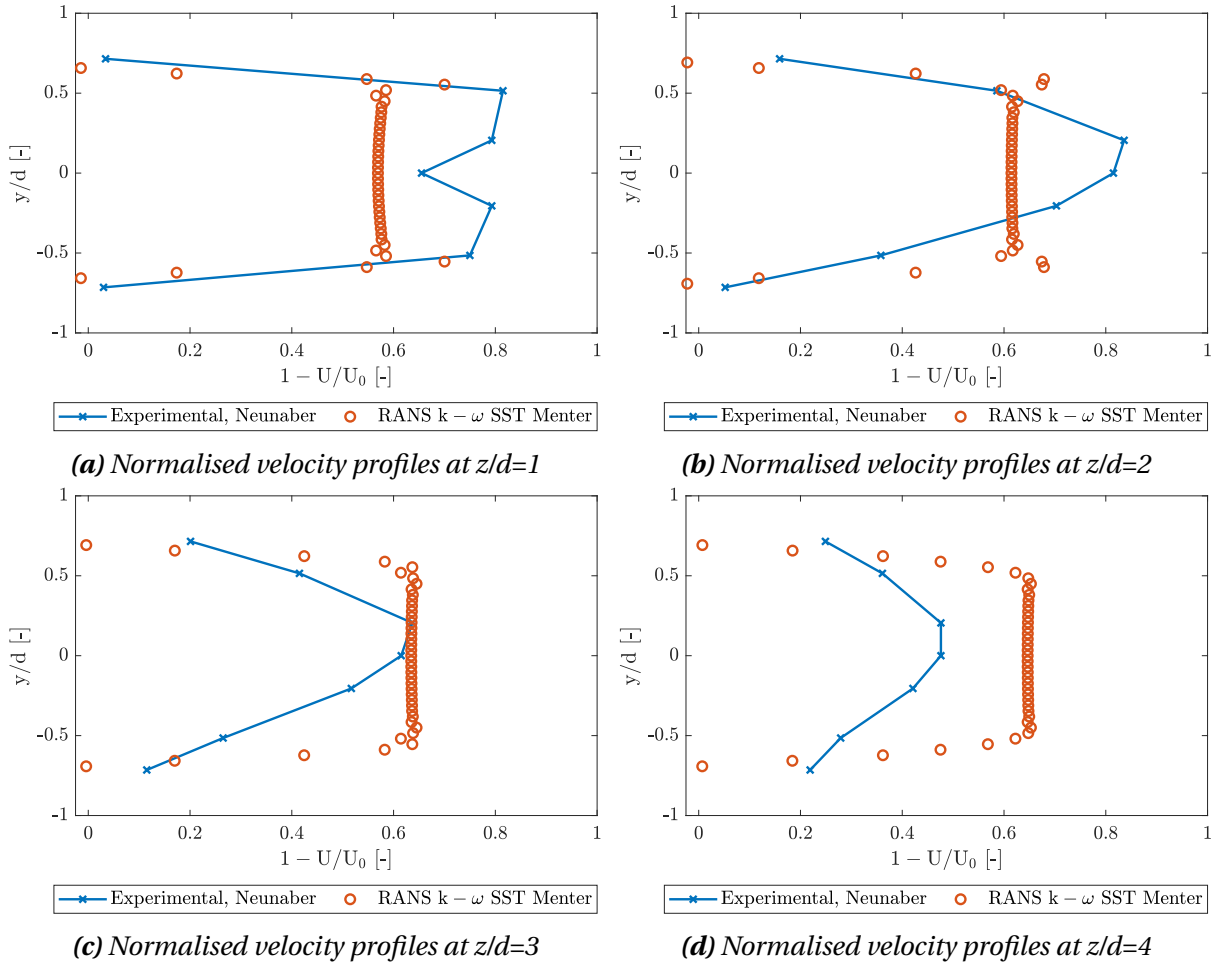 1
0.5
0
-0.5
-1
y/d [-]
0 0.2 0.4 0.6 0.8 1
1 − U/U₀ [-]
Experimental, Neunaber RANS k − ω SST Menter
(a) Normalised velocity profiles at z/d=1
1
0.5
0
-0.5
-1
y/d [-]
0 0.2 0.4 0.6 0.8 1
1 − U/U₀ [-]
Experimental, Neunaber RANS k − ω SST Menter
(b) Normalised velocity profiles at z/d=2
1
0.5
0
-0.5
-1
y/d [-]
0 0.2 0.4 0.6 0.8 1
1 − U/U₀ [-]
Experimental, Neunaber RANS k − ω SST Menter
(c) Normalised velocity profiles at z/d=3
1
0.5
0
-0.5
-1
y/d [-]
0 0.2 0.4 0.6 0.8 1
1 − U/U₀ [-]
Experimental, Neunaber RANS k − ω SST Menter
(d) Normalised velocity profiles at z/d=4